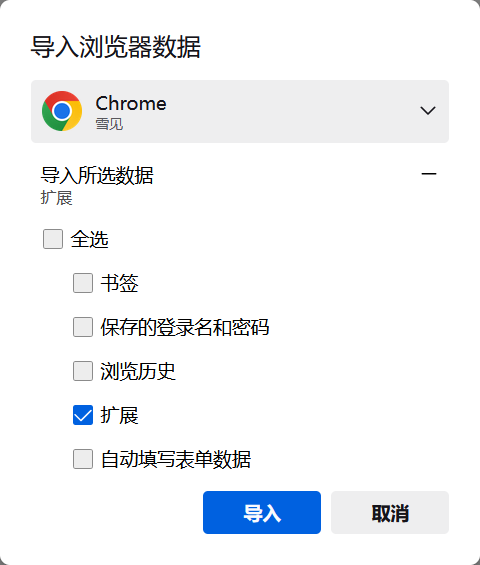 导入浏览器数据
Chrome
雪见
导入所选数据
扩展
全选
书签
保存的登录名和密码
浏览历史
扩展
自动填写表单数据
导入
取消